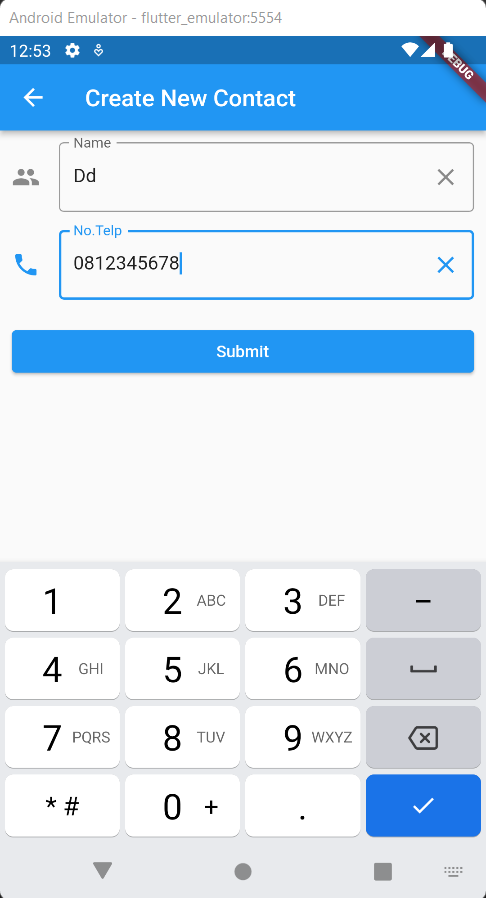 Android Emulator - flutter_emulator:5554
12:53
DEBUG
Create New Contact
Name
Dd
No.Telp
0812345678
Submit
1 2 ABC 3 DEF –
4 GHI 5 JKL 6 MNO
7 PQRS 8 TUV 9 WXYZ
* # 0 + .